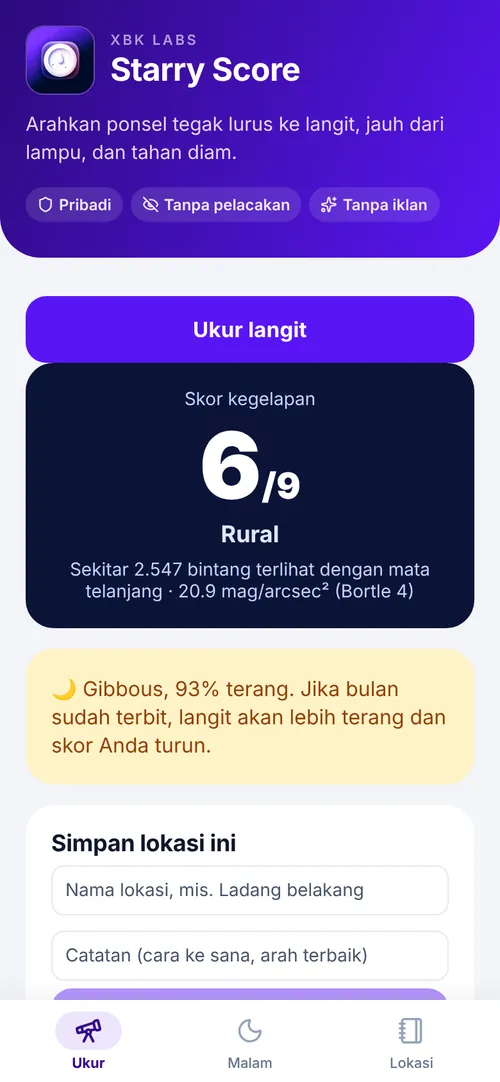 XBK LABS
Starry Score
Arahkan ponsel tegak lurus ke langit, jauh dari
lampu, dan tahan diam.
Pribadi
Tanpa pelacakan
Tanpa iklan
Ukur langit
Skor kegelapan
6/9
Rural
Sekitar 2.547 bintang terlihat dengan mata
telanjang · 20.9 mag/arcsec² (Bortle 4)
🌙 Gibbous, 93% terang. Jika bulan
sudah terbit, langit akan lebih terang dan
skor Anda turun.
Simpan lokasi ini
Nama lokasi, mis. Ladang belakang
Catatan (cara ke sana, arah terbaik)
Ukur
Malam
Lokasi